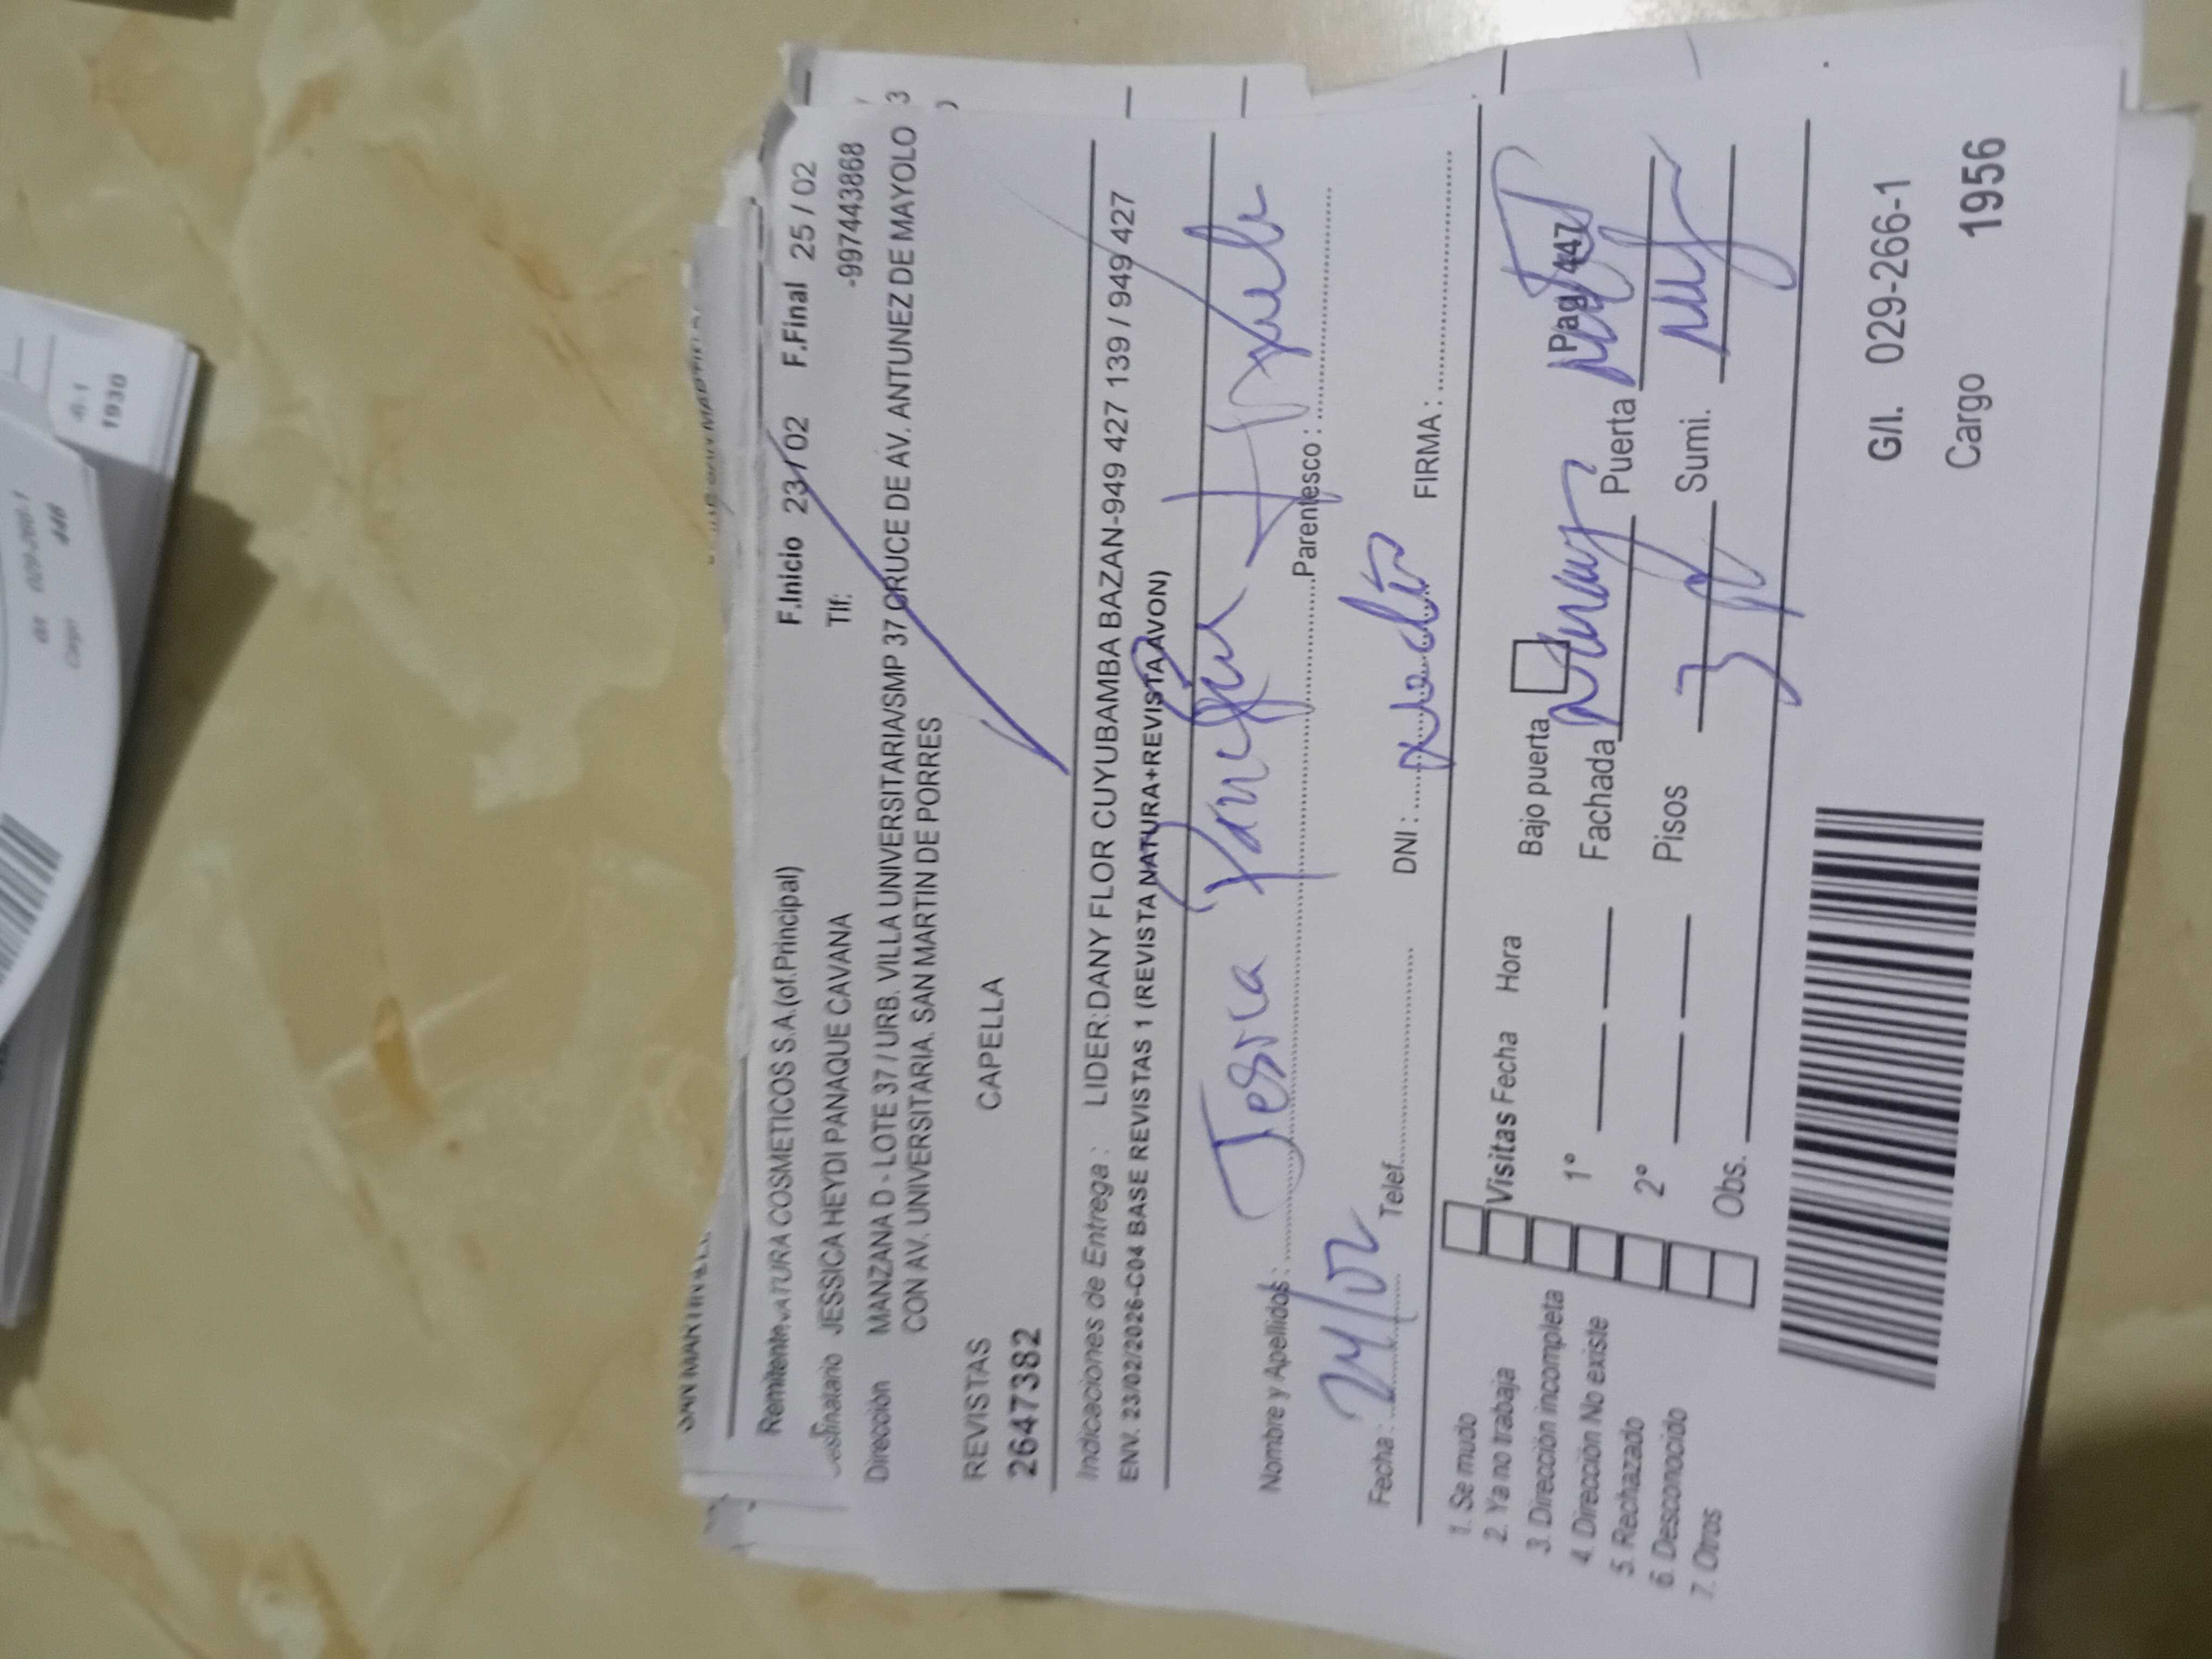 Remitente NATURA COSMETICOS S.A.(of.Principal) F.Inicio 23 / 02 F.Final 25 / 02
Destinatario JESSICA HEYDI PANAQUE CAVANA Tlf: -997443868
Dirección MANZANA D - LOTE 37 / URB. VILLA UNIVERSITARIA/SMP 37 CRUCE DE AV. ANTUNEZ DE MAYOLO
CON AV. UNIVERSITARIA. SAN MARTIN DE PORRES
REVISTAS CAPELLA
2647382
Indicaciones de Entrega : LIDER:DANY FLOR CUYUBAMBA BAZAN-949 427 139 / 949 427
ENV. 23/02/2026-C04 BASE REVISTAS 1 (REVISTA NATURA+REVISTA AVON)
Nombre y Apellidos : Jessica Parentesco :
Fecha : 24/02 Telef. DNI : FIRMA :
1. Se mudo
2. Ya no trabaja
3. Dirección incompleta
4. Dirección No existe
5. Rechazado
6. Desconocido
7. Otros
Visitas Fecha Hora Bajo puerta Pag 447
1° Fachada Puerta
2° Pisos 3 Sumi.
Obs.
G/I. 029-266-1
Cargo 1956
1930